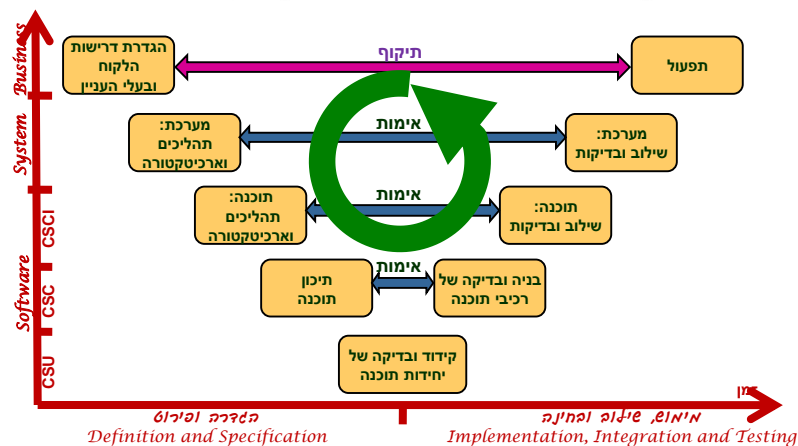 Business
הגדרת דרישות
הלקוח
ובעלי העניין
תיקוף
תפעול
System
מערכת:
תהליכים
וארכיטקטורה
אימות
מערכת:
שילוב ובדיקות
Software
CSCI
תוכנה:
תהליכים
וארכיטקטורה
אימות
תוכנה:
שילוב ובדיקות
CSC
תיכון
תוכנה
אימות
בניה ובדיקה של
רכיבי תוכנה
CSU
קידוד ובדיקה של
יחידות תוכנה
זמן
הגדרה ופירוט
Definition and Specification
מימוש, שילוב ובחינה
Implementation, Integration and Testing